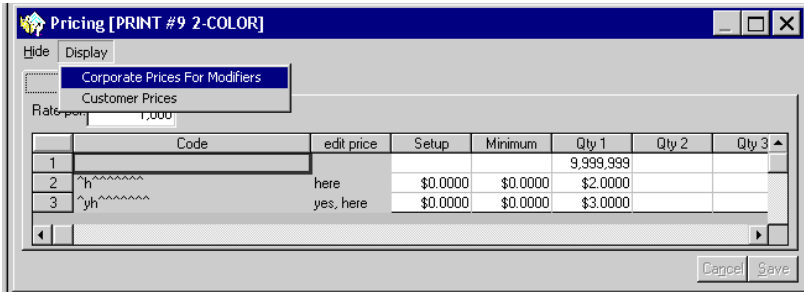 Pricing [PRINT #9 2-COLOR]
Hide Display
Corporate Prices For Modifiers
Customer Prices
Rate per: 1,000
Code edit price Setup Minimum Qty 1 Qty 2 Qty 3
1 9,999,999
2 ^h^^^^^^^ here $0.0000 $0.0000 $2.0000
3 ^yh^^^^^^^ yes, here $0.0000 $0.0000 $3.0000
Cancel Save